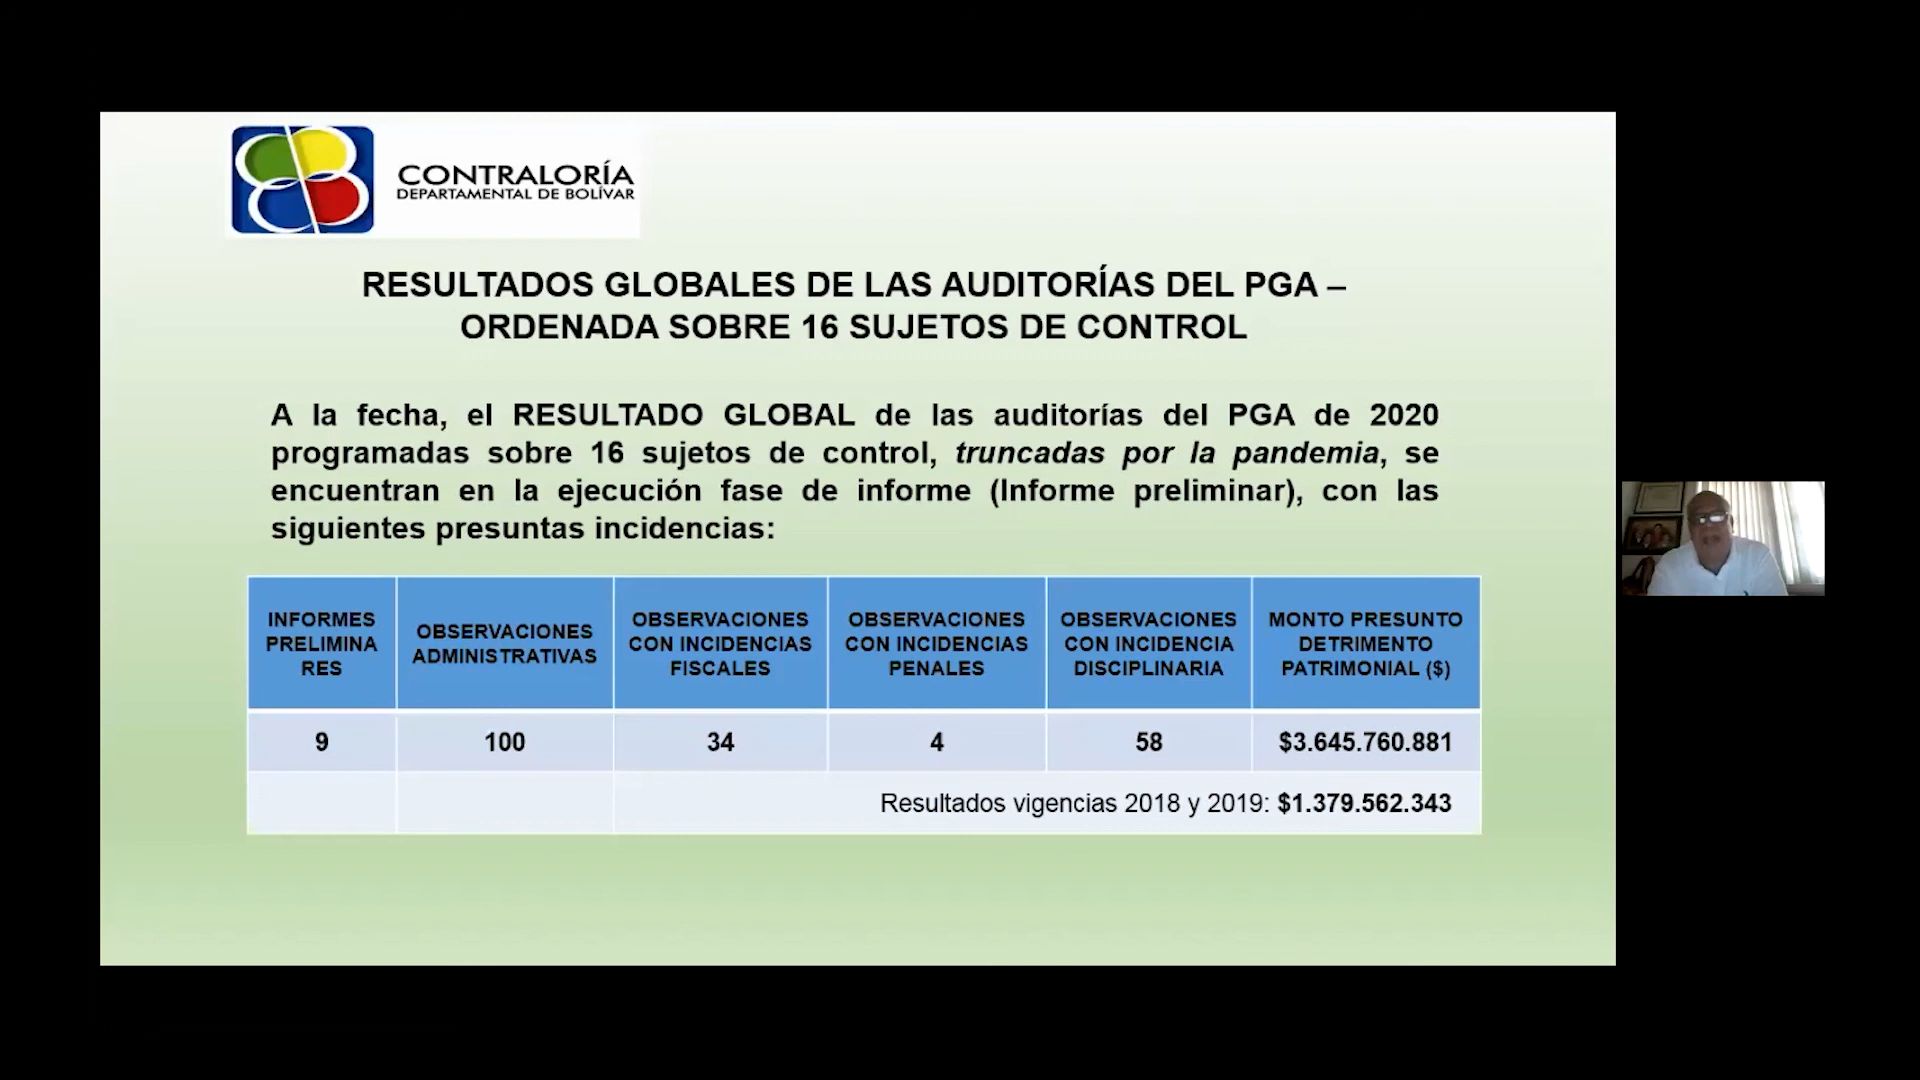 CONTRALORÍA
DEPARTAMENTAL DE BOLÍVAR
RESULTADOS GLOBALES DE LAS AUDITORÍAS DEL PGA –
ORDENADA SOBRE 16 SUJETOS DE CONTROL
A la fecha, el RESULTADO GLOBAL de las auditorías del PGA de 2020
programadas sobre 16 sujetos de control, truncadas por la pandemia, se
encuentran en la ejecución fase de informe (Informe preliminar), con las
siguientes presuntas incidencias:
INFORMES
PRELIMINA
RES
OBSERVACIONES
ADMINISTRATIVAS
OBSERVACIONES
CON INCIDENCIAS
FISCALES
OBSERVACIONES
CON INCIDENCIAS
PENALES
OBSERVACIONES
CON INCIDENCIA
DISCIPLINARIA
MONTO PRESUNTO
DETRIMENTO
PATRIMONIAL ($)
9
100
34
4
58
$3.645.760.881
Resultados vigencias 2018 y 2019: $1.379.562.343